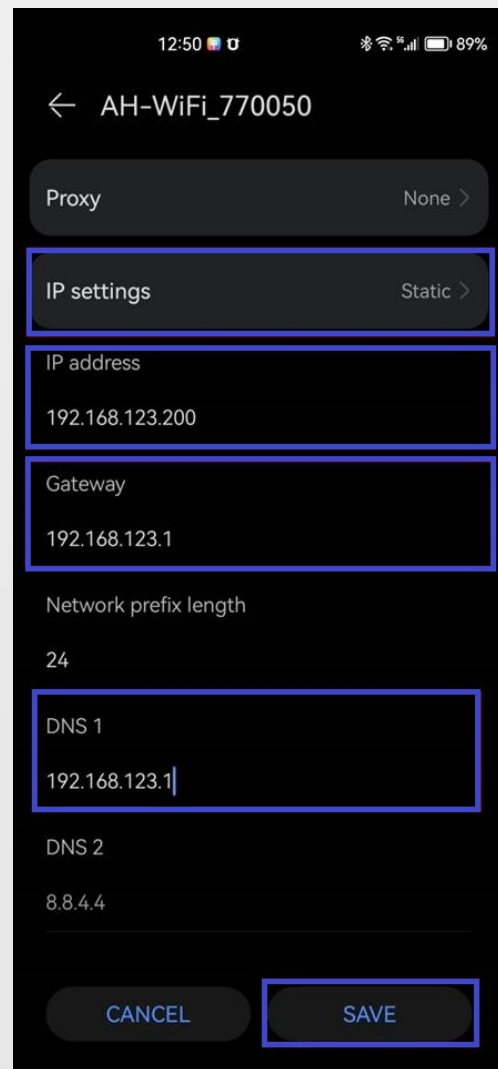 12:50 5G 89%
AH-WiFi_770050
Proxy None
IP settings Static
IP address
192.168.123.200
Gateway
192.168.123.1
Network prefix length
24
DNS 1
192.168.123.1
DNS 2
8.8.4.4
CANCEL SAVE